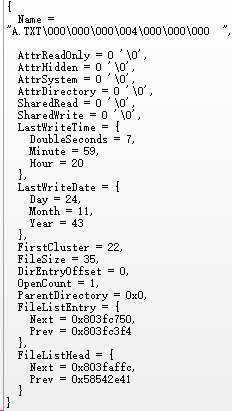 {
Name =
"A.TXT\000\000\000\004\000\000\000 ",
AttrReadOnly = 0 '\0',
AttrHidden = 0 '\0',
AttrSystem = 0 '\0',
AttrDirectory = 0 '\0',
SharedRead = 0 '\0',
SharedWrite = 0 '\0',
LastWriteTime = {
DoubleSeconds = 7,
Minute = 59,
Hour = 20
},
LastWriteDate = {
Day = 24,
Month = 11,
Year = 43
},
FirstCluster = 22,
FileSize = 35,
DirEntryOffset = 0,
OpenCount = 1,
ParentDirectory = 0x0,
FileListEntry = {
Next = 0x803fc750,
Prev = 0x803fc3f4
},
FileListHead = {
Next = 0x803faffc,
Prev = 0x58542e41
}
}